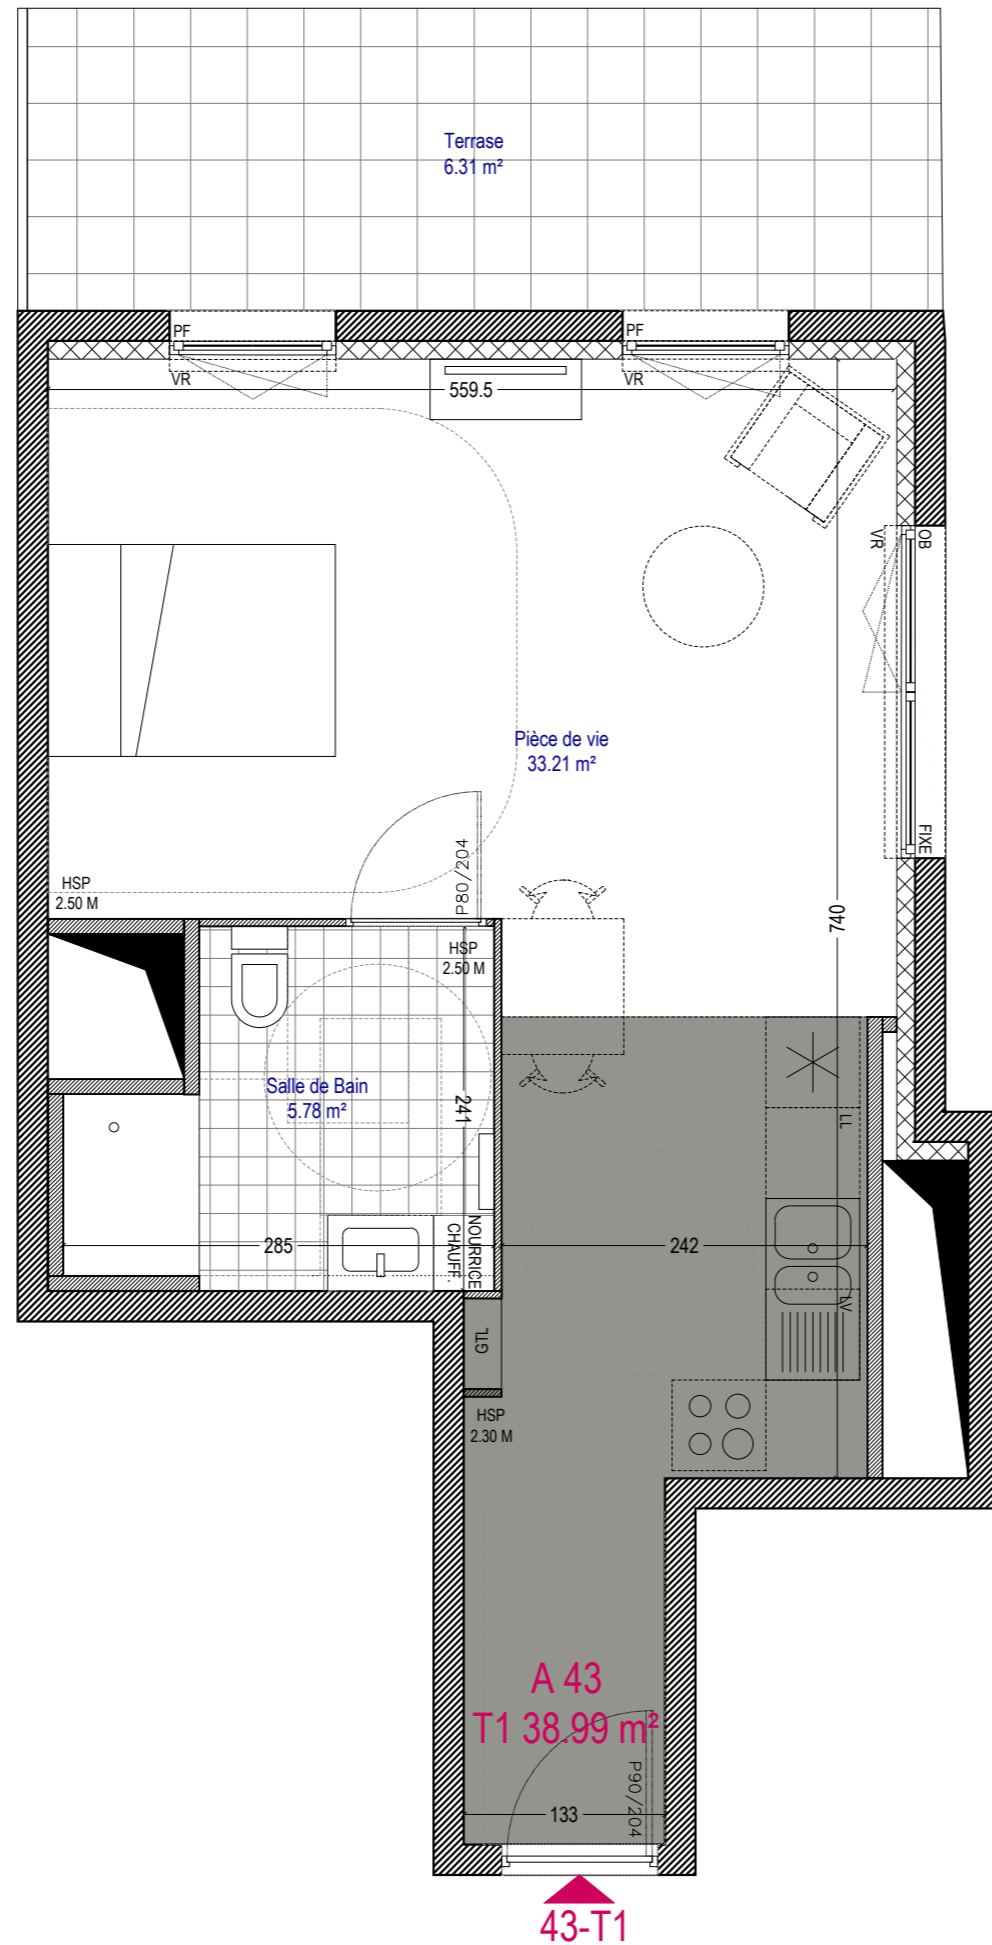 Terrase
6.31 m²
PF
PF
VR
559.5
VR
OB
VR
Pièce de vie
33.21 m²
FIXE
P80/204
HSP
2.50 M
740
HSP
2.50 M
Salle de Bain
5.78 m²
241
LL
285
NOURRICE
CHAUFF.
242
LV
GTL
HSP
2.30 M
A 43
T1 38.99 m²
P90/204
133
43-T1